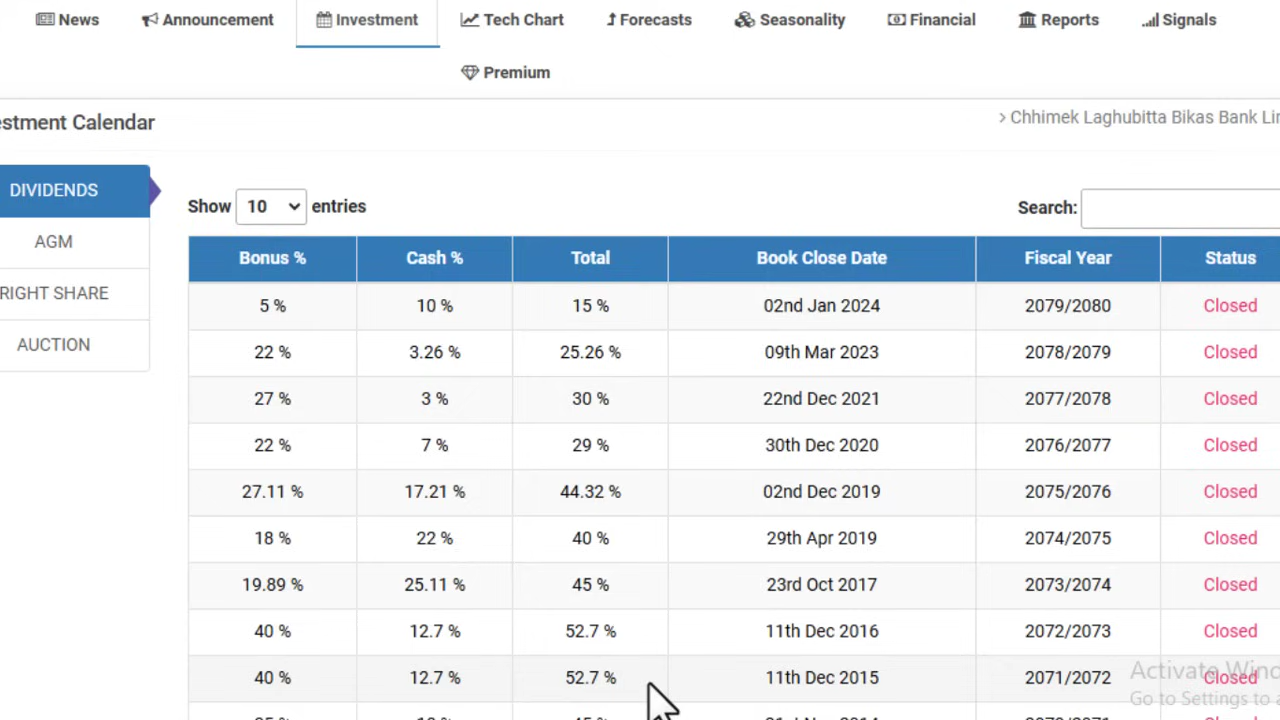 News Announcement Investment Tech Chart Forecasts Seasonality Financial Reports Signals
Premium
estment Calendar
> Chhimek Laghubitta Bikas Bank Li
DIVIDENDS
AGM
RIGHT SHARE
AUCTION
Show 10 entries
Search:
Bonus % Cash % Total Book Close Date Fiscal Year Status
5 % 10 % 15 % 02nd Jan 2024 2079/2080 Closed
22 % 3.26 % 25.26 % 09th Mar 2023 2078/2079 Closed
27 % 3 % 30 % 22nd Dec 2021 2077/2078 Closed
22 % 7 % 29 % 30th Dec 2020 2076/2077 Closed
27.11 % 17.21 % 44.32 % 02nd Dec 2019 2075/2076 Closed
18 % 22 % 40 % 29th Apr 2019 2074/2075 Closed
19.89 % 25.11 % 45 % 23rd Oct 2017 2073/2074 Closed
40 % 12.7 % 52.7 % 11th Dec 2016 2072/2073 Closed
40 % 12.7 % 52.7 % 11th Dec 2015 2071/2072 Closed
Activate Wind
Go to Settings to a